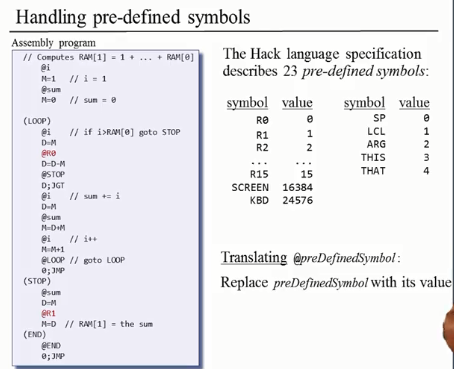 Handling pre-defined symbols
Assembly program
// Computes RAM[1] = 1 + ... + RAM[0]
@i
M=1 // i = 1
@sum
M=0 // sum = 0
(LOOP)
@i // if i>RAM[0] goto STOP
D=M
@R0
D=D-M
@STOP
D;JGT
@i // sum += i
D=M
@sum
M=D+M
@i // i++
M=M+1
@LOOP // goto LOOP
0;JMP
(STOP)
@sum
D=M
@R1
M=D // RAM[1] = the sum
(END)
@END
0;JMP
The Hack language specification
describes 23 pre-defined symbols:
symbol value
R0 0
R1 1
R2 2
... ...
R15 15
SCREEN 16384
KBD 24576
symbol value
SP 0
LCL 1
ARG 2
THIS 3
THAT 4
Translating @preDefinedSymbol:
Replace preDefinedSymbol with its value